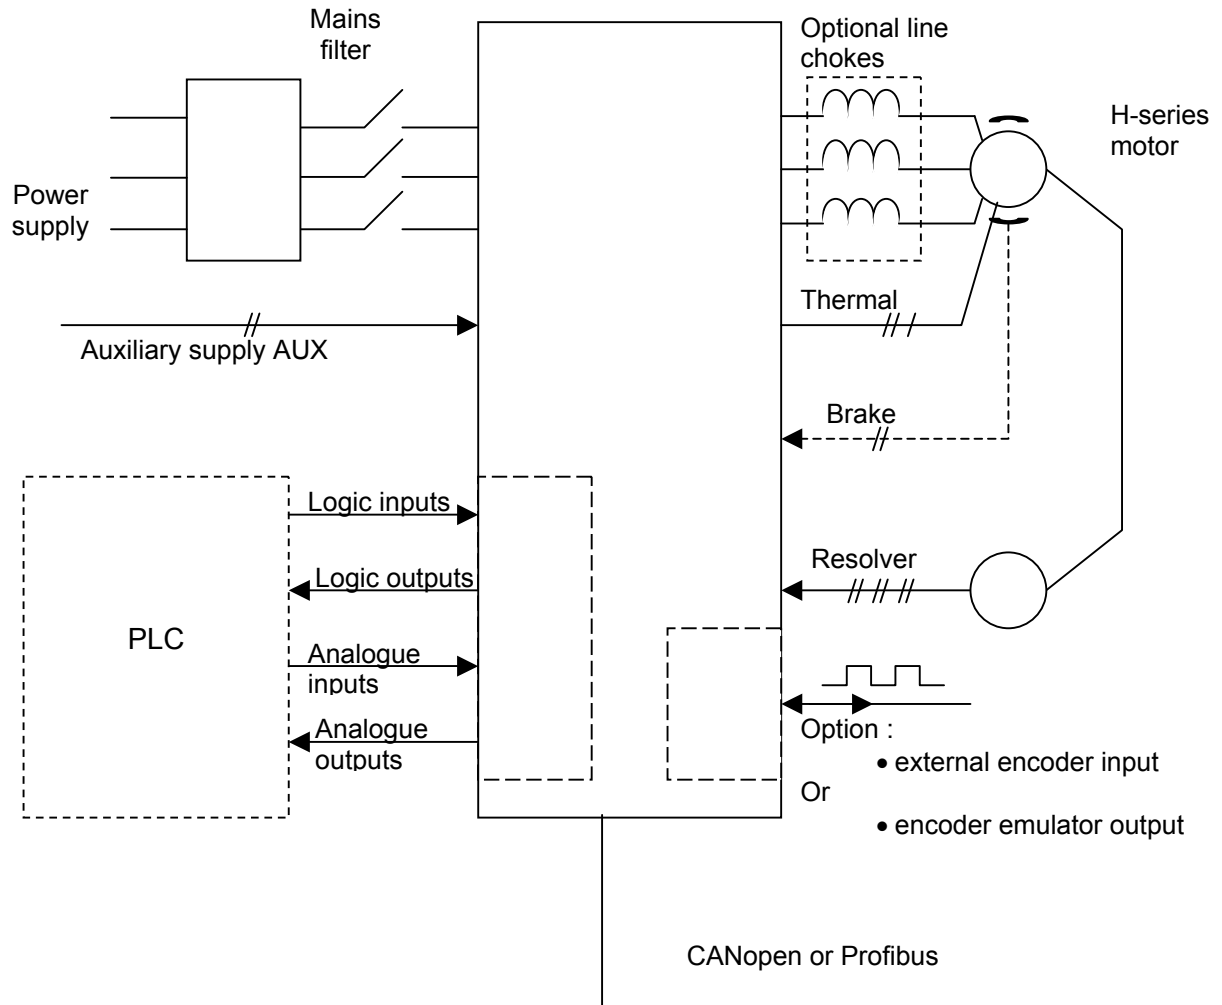 Mains
filter
Optional line
chokes
H-series
motor
Power
supply
Thermal
Auxiliary supply AUX
Brake
Logic inputs
Resolver
Logic outputs
PLC
Analogue
inputs
Analogue
outputs
Option :
• external encoder input
Or
• encoder emulator output
CANopen or Profibus